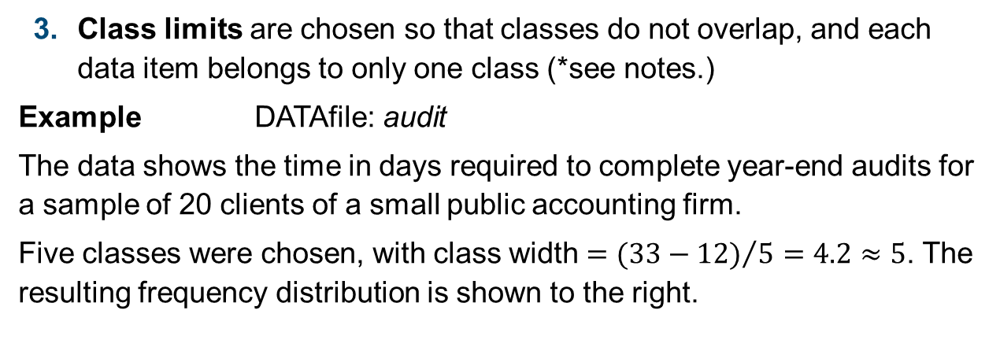 3. Class limits are chosen so that classes do not overlap, and each
data item belongs to only one class (*see notes.)
Example DATAfile: audit
The data shows the time in days required to complete year-end audits for
a sample of 20 clients of a small public accounting firm.
Five classes were chosen, with class width = (33 − 12)/5 = 4.2 ≈ 5. The
resulting frequency distribution is shown to the right.